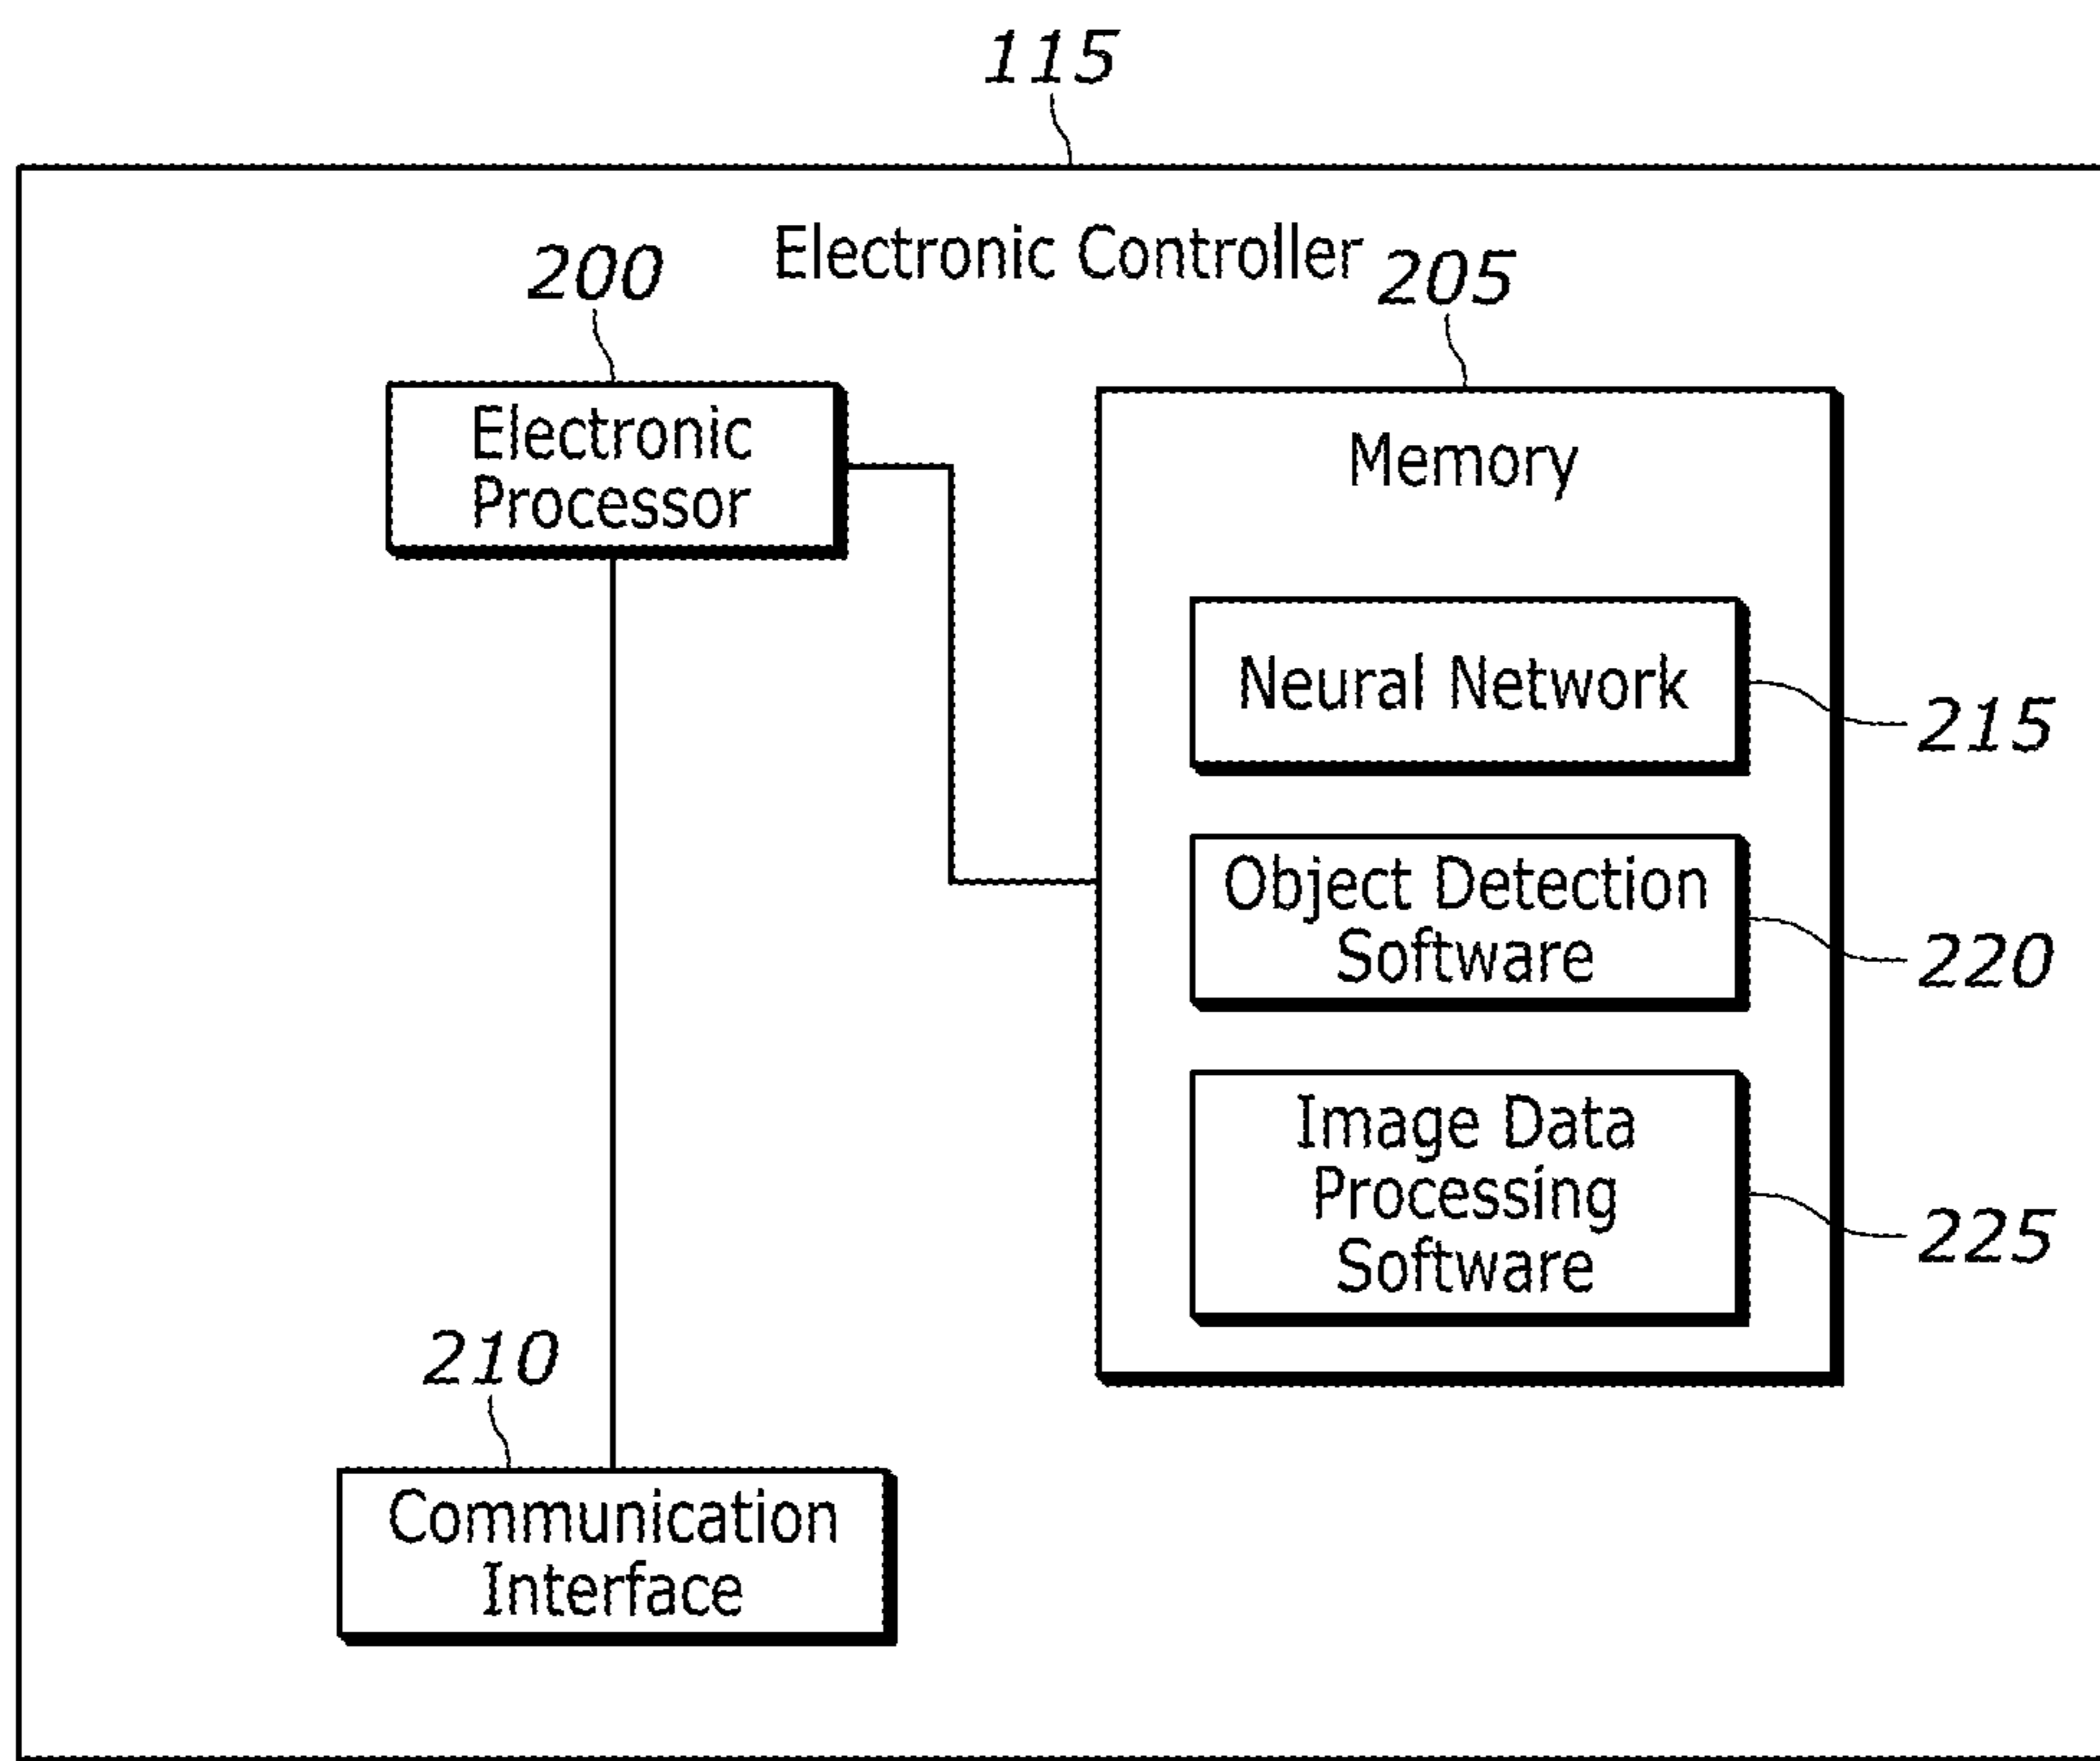 115
Electronic Controller
200
205
Electronic
Processor
Memory
Neural Network
215
Object Detection
Software
220
Image Data
Processing
Software
225
210
Communication
Interface